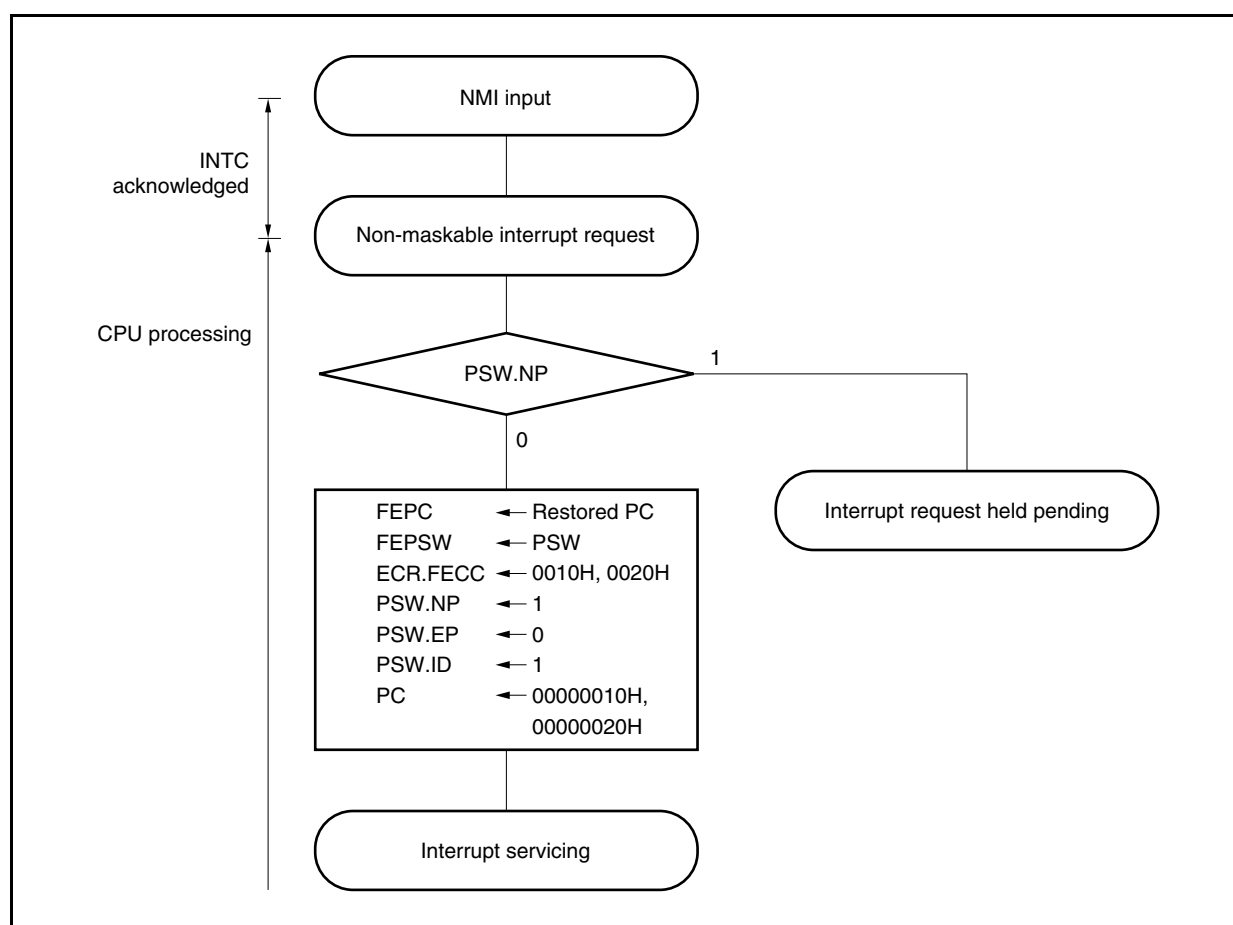 NMI input
INTC
acknowledged
Non-maskable interrupt request
CPU processing
PSW.NP
1
0
FEPC ← Restored PC
FEPSW ← PSW
ECR.FECC ← 0010H, 0020H
PSW.NP ← 1
PSW.EP ← 0
PSW.ID ← 1
PC ← 00000010H,
00000020H
Interrupt request held pending
Interrupt servicing